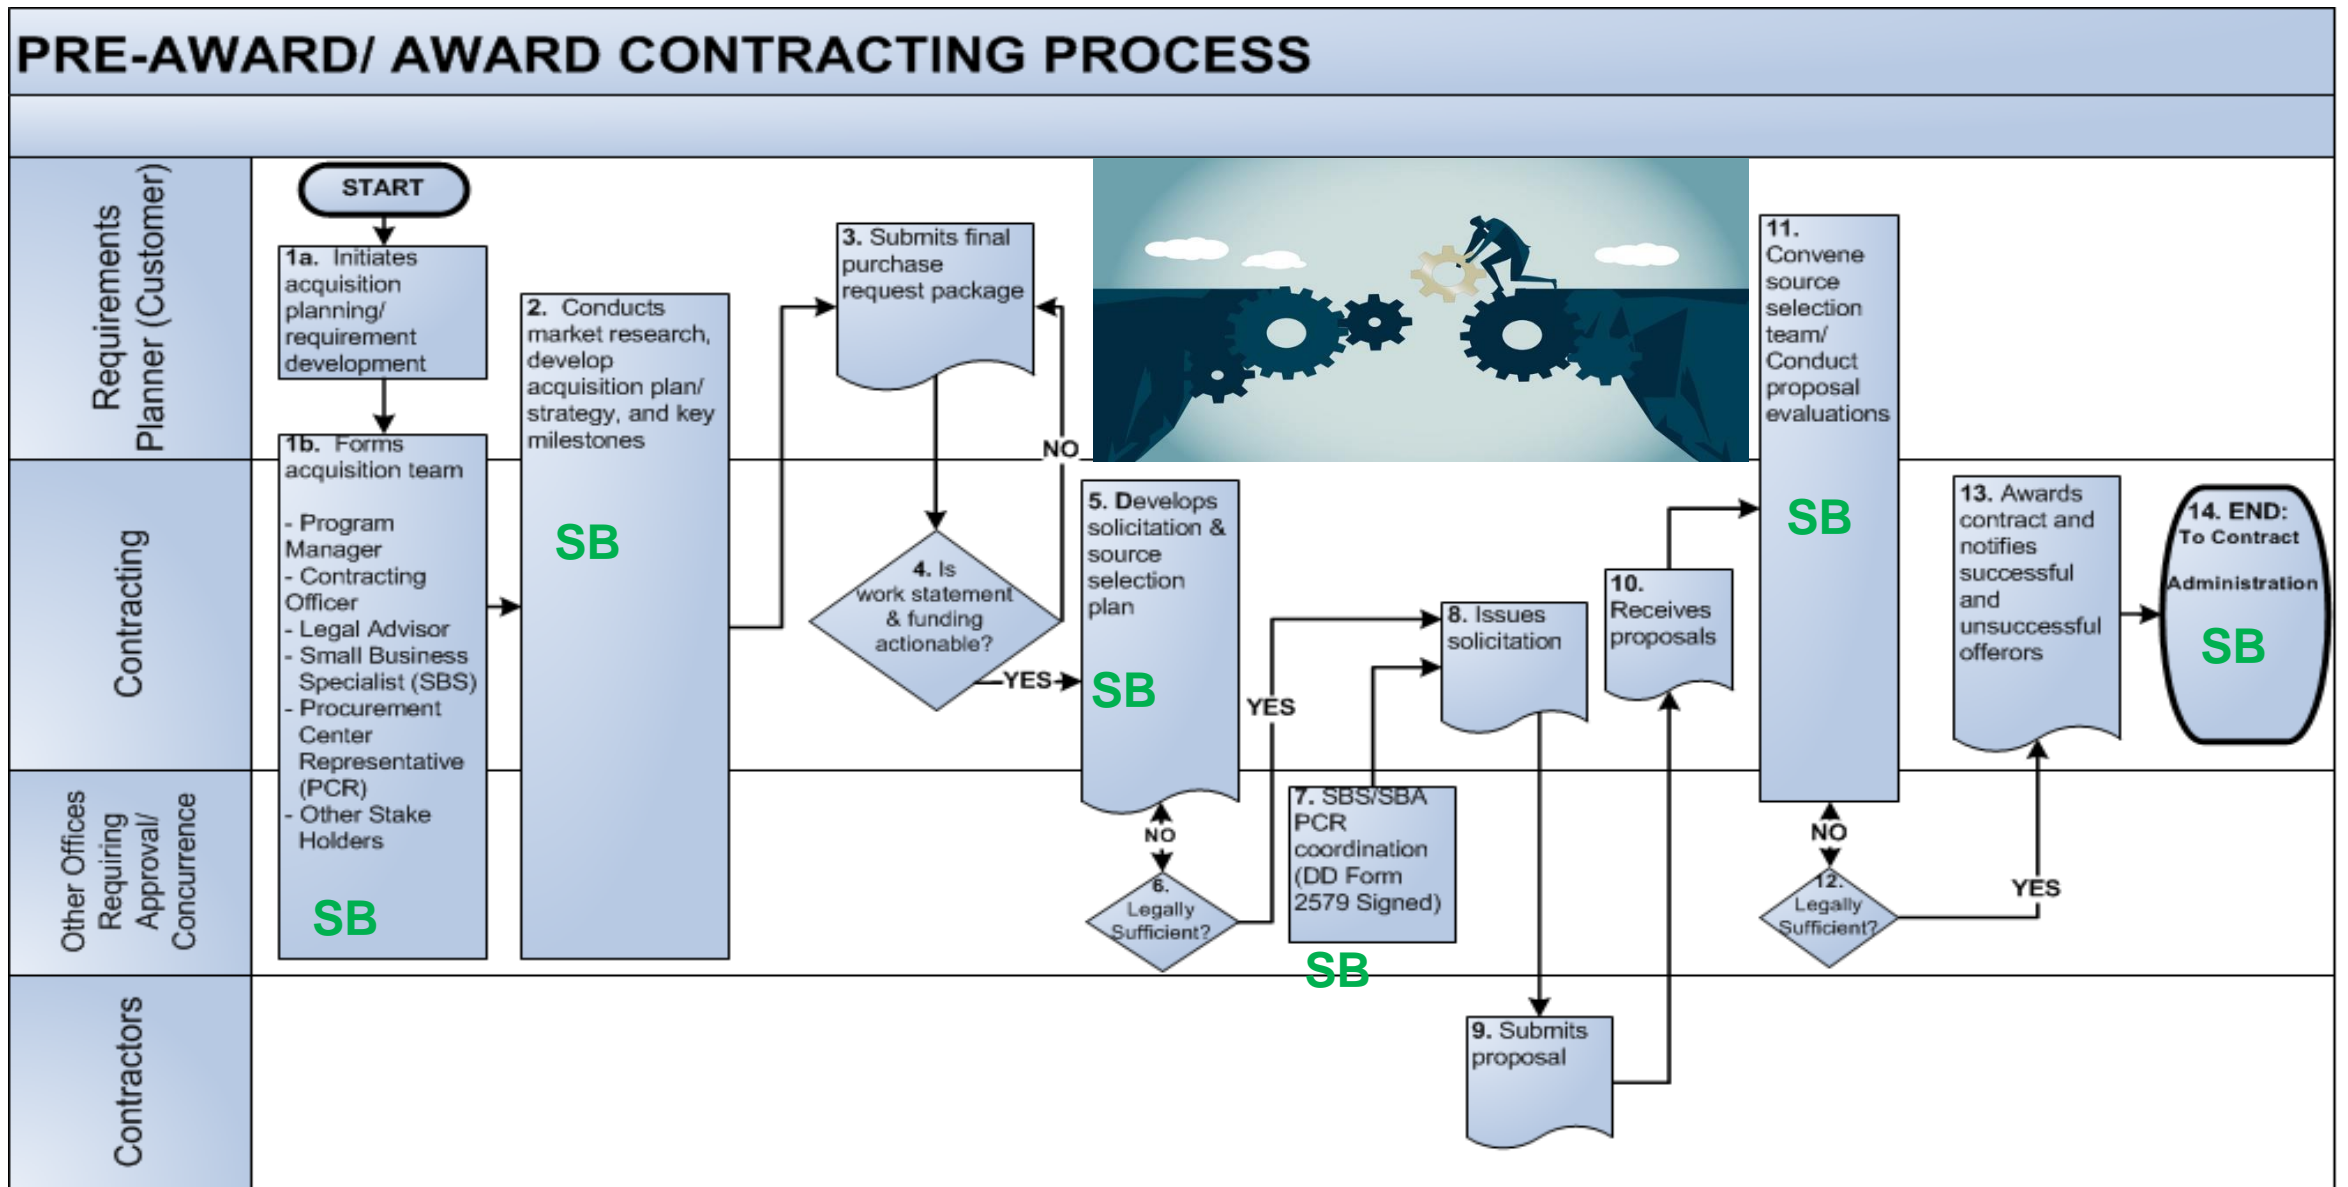 PRE-AWARD/ AWARD CONTRACTING PROCESS
Requirements
Planner (Customer)
Contracting
Other Offices
Requiring
Approval/
Concurrence
Contractors
START
1a. Initiates
acquisition
planning/
requirement
development
1b. Forms
acquisition team
- Program
Manager
- Contracting
Officer
- Legal Advisor
- Small Business
Specialist (SBS)
- Procurement
Center
Representative
(PCR)
- Other Stake
Holders
SB
2. Conducts
market research,
develop
acquisition plan/
strategy, and key
milestones
SB
3. Submits final
purchase
request package
NO
4. Is
work statement
& funding
actionable?
YES
5. Develops
solicitation &
source
selection
plan
SB
NO
6.
Legally
Sufficient?
YES
7. SBS/SBA
PCR
coordination
(DD Form
2579 Signed)
SB
8. Issues
solicitation
9. Submits
proposal
10.
Receives
proposals
11.
Convene
source
selection
team/
Conduct
proposal
evaluations
SB
NO
12.
Legally
Sufficient?
YES
13. Awards
contract and
notifies
successful
and
unsuccessful
offerors
14. END:
To Contract
Administration
SB